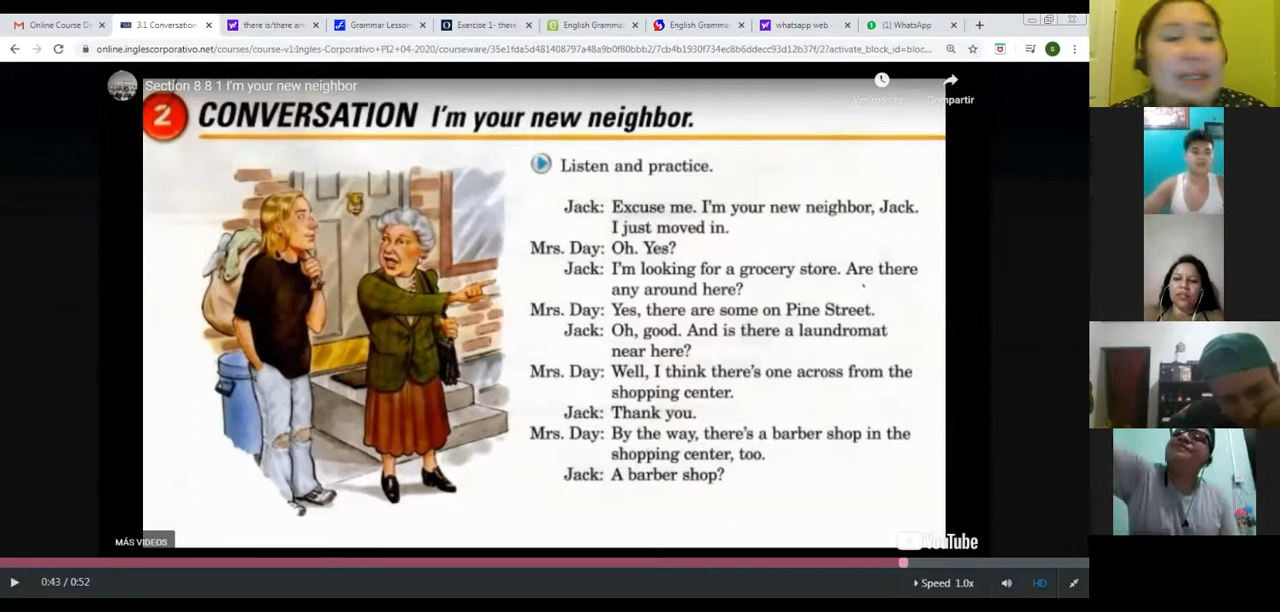 Online Course D
3.1 Conversation
there is/there are
Grammar Lesson
Exercise 1- there
English Gramma
English Gramma
whatsapp web -
(1) WhatsApp
online.inglescorporativo.net/courses/course-v1:Ingles-Corporativo+PI2+04-2020/courseware/35e1fda5d481408797a48a9b0f80bbb2/7cb4b1930f734ec8b6ddecc93d12b37f/2?activate_block_id=bloc...
Section 8 8 1 I'm your new neighbor
Ver más ta...
Compartir
2 CONVERSATION I'm your new neighbor.
Listen and practice.
Jack: Excuse me. I'm your new neighbor, Jack.
I just moved in.
Mrs. Day: Oh. Yes?
Jack: I'm looking for a grocery store. Are there
any around here?
Mrs. Day: Yes, there are some on Pine Street.
Jack: Oh, good. And is there a laundromat
near here?
Mrs. Day: Well, I think there's one across from the
shopping center.
Jack: Thank you.
Mrs. Day: By the way, there's a barber shop in the
shopping center, too.
Jack: A barber shop?
MÁS VIDEOS
YouTube
0:43 / 0:52
Speed 1.0x
HD